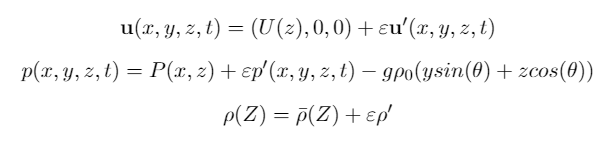 𝐮(x, y, z, t) = (U(z), 0, 0) + ε𝐮′(x, y, z, t)
p(x, y, z, t) = P(x, z) + εp′(x, y, z, t) − gρ₀(ysin(θ) + zcos(θ))
ρ(Z) = ρ̄(Z) + ερ′